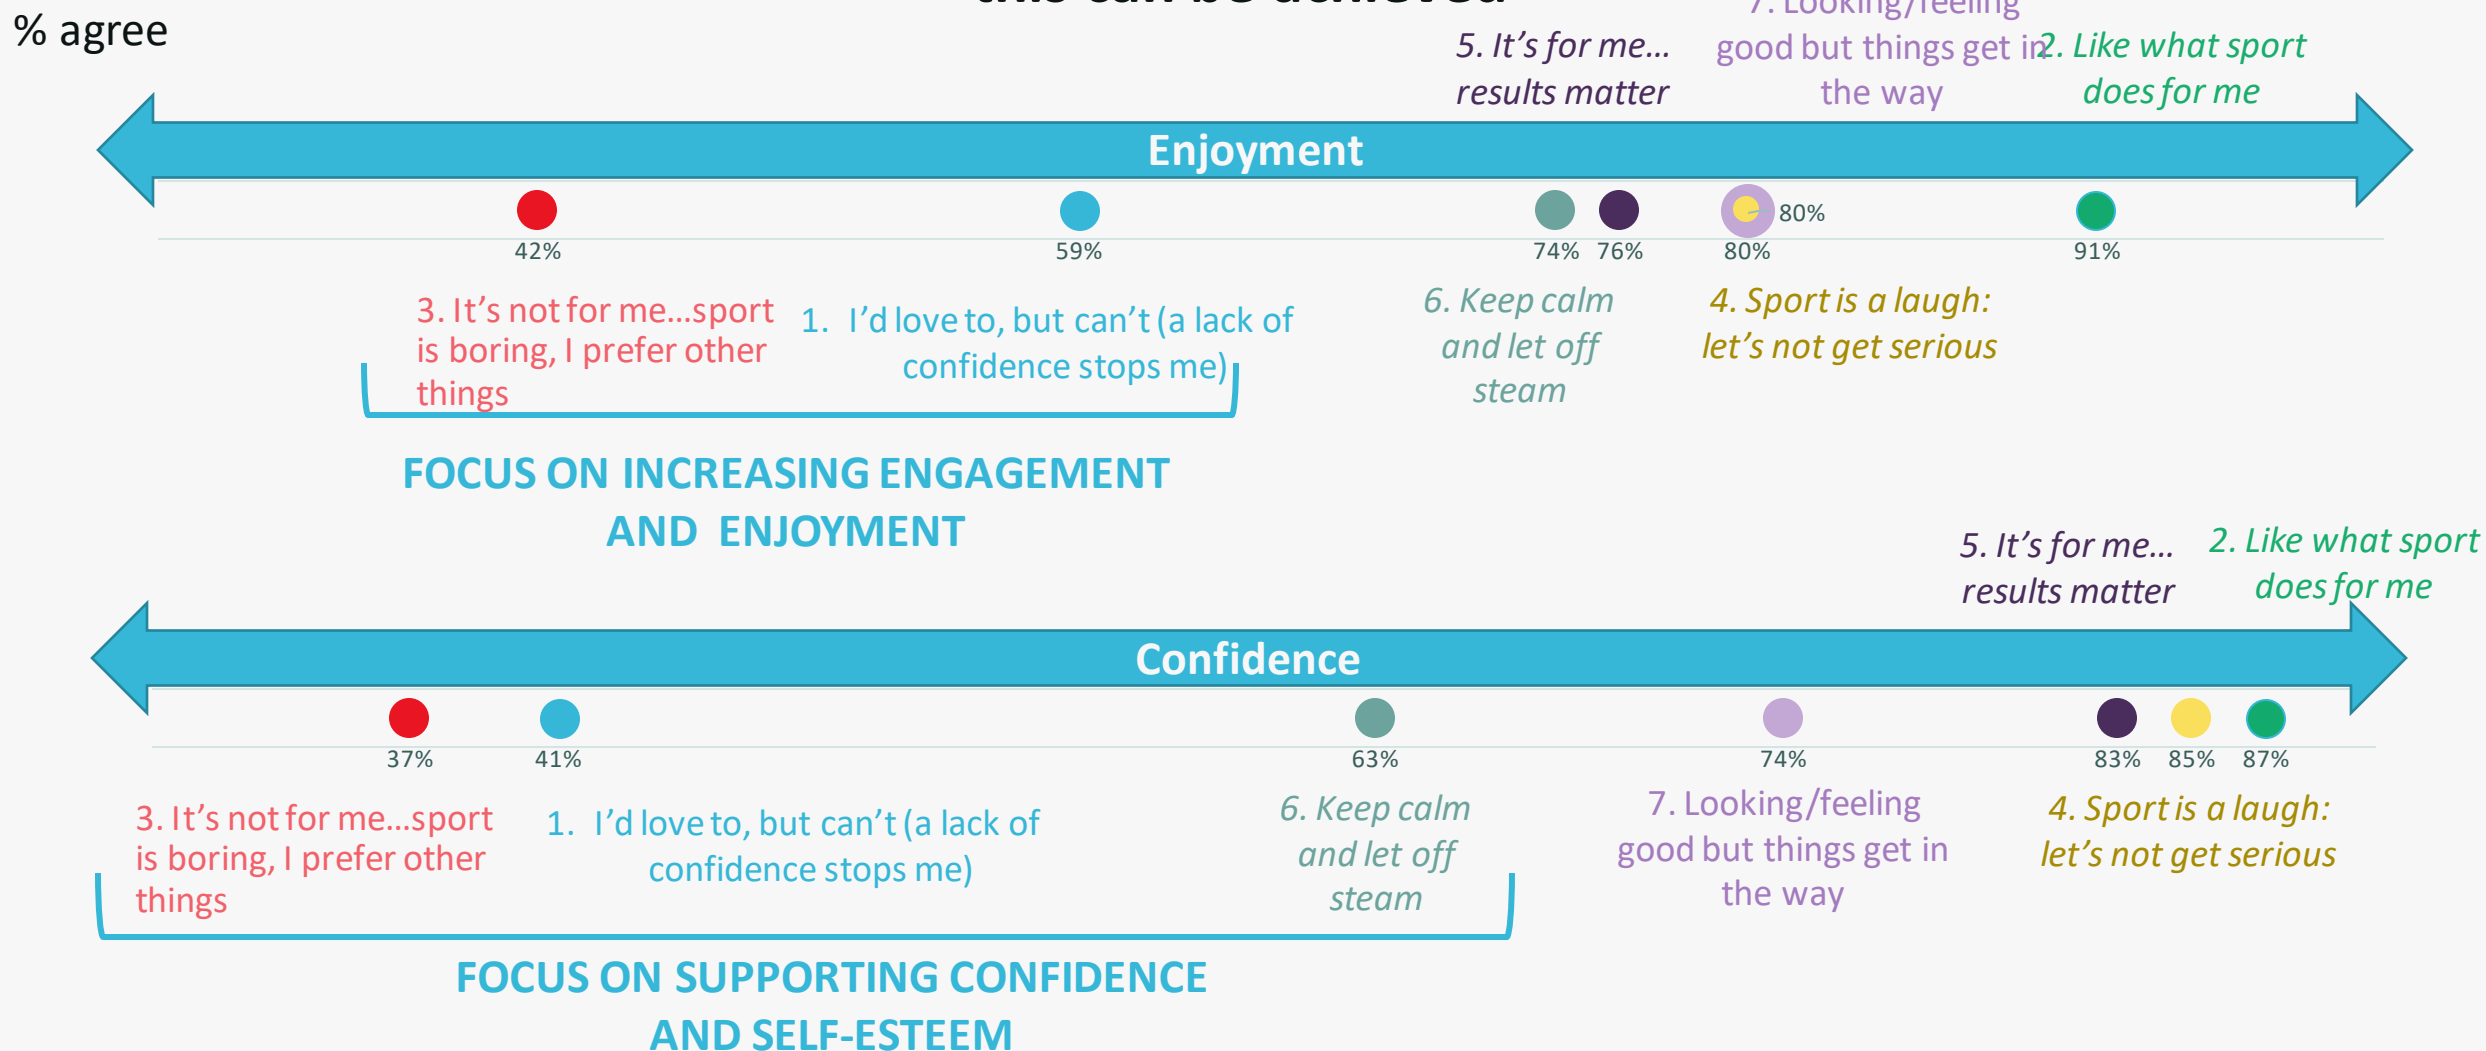 this can be achieved
% agree
5. It’s for me…
results matter
7. Looking/feeling
good but things get in
the way
2. Like what sport
does for me
Enjoyment
80%
42%
59%
74%
76%
80%
91%
3. It’s not for me…sport
is boring, I prefer other
things
1. I’d love to, but can’t (a lack of
confidence stops me)
6. Keep calm
and let off
steam
4. Sport is a laugh:
let’s not get serious
FOCUS ON INCREASING ENGAGEMENT
AND ENJOYMENT
5. It’s for me…
results matter
2. Like what sport
does for me
Confidence
37%
41%
63%
74%
83%
85%
87%
3. It’s not for me…sport
is boring, I prefer other
things
1. I’d love to, but can’t (a lack of
confidence stops me)
6. Keep calm
and let off
steam
7. Looking/feeling
good but things get in
the way
4. Sport is a laugh:
let’s not get serious
FOCUS ON SUPPORTING CONFIDENCE
AND SELF-ESTEEM